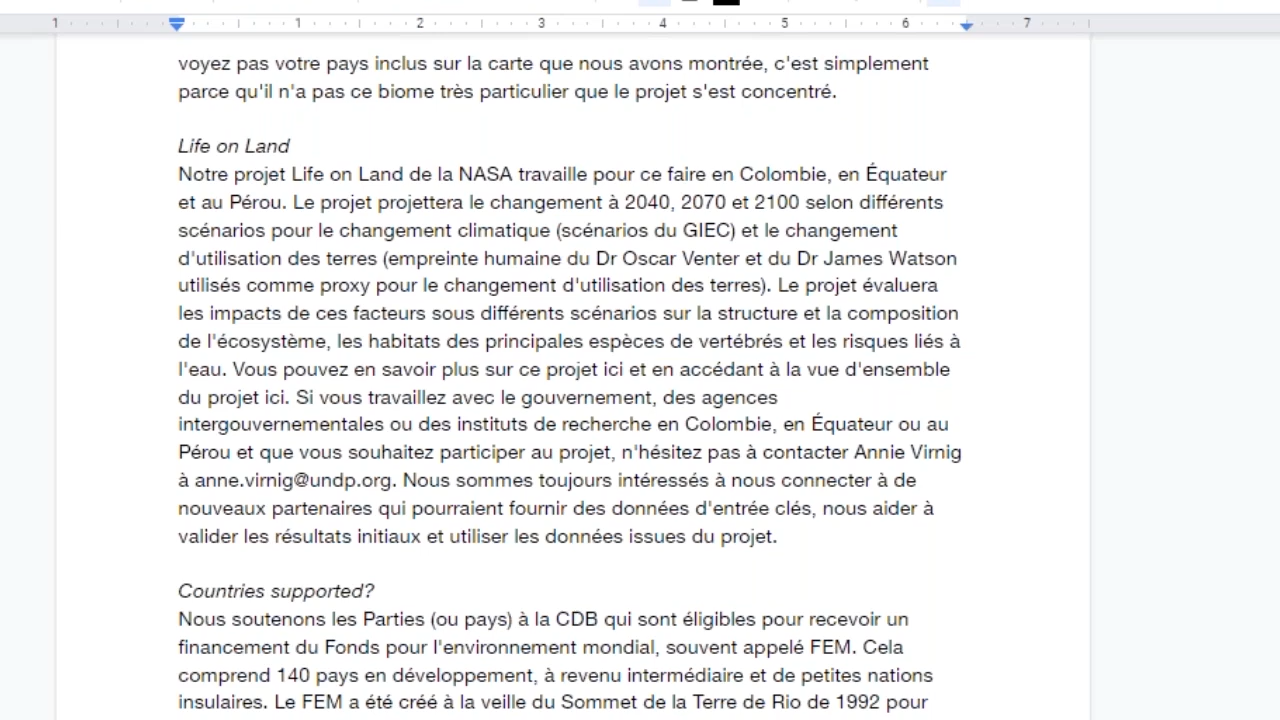 1 1 2 3 4 5 6 7
voyez pas votre pays inclus sur la carte que nous avons montrée, c'est simplement
parce qu'il n'a pas ce biome très particulier que le projet s'est concentré.
Life on Land
Notre projet Life on Land de la NASA travaille pour ce faire en Colombie, en Équateur
et au Pérou. Le projet projettera le changement à 2040, 2070 et 2100 selon différents
scénarios pour le changement climatique (scénarios du GIEC) et le changement
d'utilisation des terres (empreinte humaine du Dr Oscar Venter et du Dr James Watson
utilisés comme proxy pour le changement d'utilisation des terres). Le projet évaluera
les impacts de ces facteurs sous différents scénarios sur la structure et la composition
de l'écosystème, les habitats des principales espèces de vertébrés et les risques liés à
l'eau. Vous pouvez en savoir plus sur ce projet ici et en accédant à la vue d'ensemble
du projet ici. Si vous travaillez avec le gouvernement, des agences
intergouvernementales ou des instituts de recherche en Colombie, en Équateur ou au
Pérou et que vous souhaitez participer au projet, n'hésitez pas à contacter Annie Virnig
à anne.virnig@undp.org. Nous sommes toujours intéressés à nous connecter à de
nouveaux partenaires qui pourraient fournir des données d'entrée clés, nous aider à
valider les résultats initiaux et utiliser les données issues du projet.
Countries supported?
Nous soutenons les Parties (ou pays) à la CDB qui sont éligibles pour recevoir un
financement du Fonds pour l'environnement mondial, souvent appelé FEM. Cela
comprend 140 pays en développement, à revenu intermédiaire et de petites nations
insulaires. Le FEM a été créé à la veille du Sommet de la Terre de Rio de 1992 pour